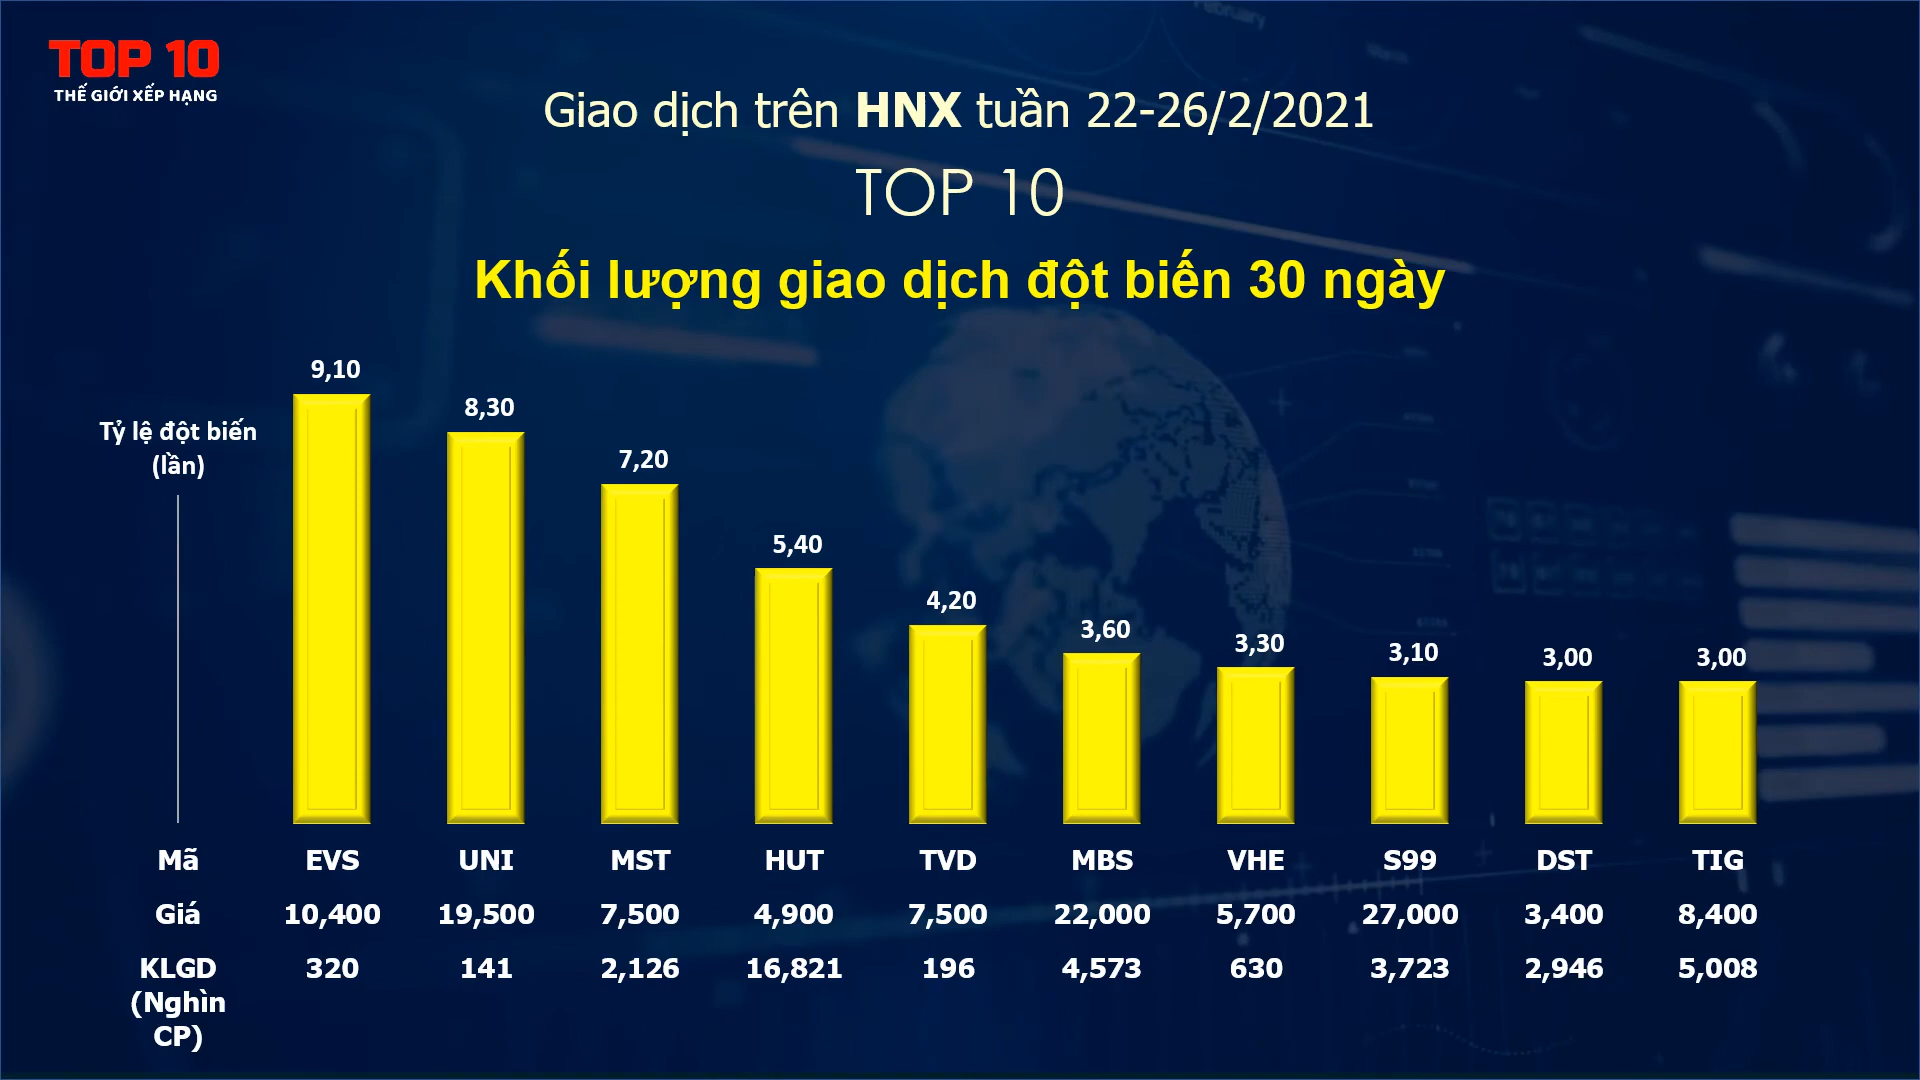 TOP 10
THẾ GIỚI XẾP HẠNG
Giao dịch trên HNX tuần 22-26/2/2021
TOP 10
Khối lượng giao dịch đột biến 30 ngày
Tỷ lệ đột biến
(lần)
9,10
8,30
7,20
5,40
4,20
3,60
3,30
3,10
3,00
3,00
Mã EVS UNI MST HUT TVD MBS VHE S99 DST TIG
Giá 10,400 19,500 7,500 4,900 7,500 22,000 5,700 27,000 3,400 8,400
KLGD 320 141 2,126 16,821 196 4,573 630 3,723 2,946 5,008
(Nghìn
CP)
February